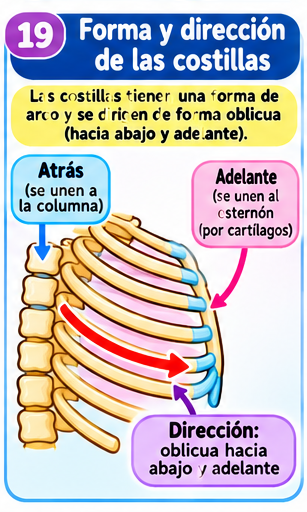 19
Forma y dirección
de las costillas
Las costillas tienen una forma de
arco y se dirigen de forma oblicua
(hacia abajo y adelante).
Atrás
(se unen a
la columna)
Adelante
(se unen al
esternón
(por cartílagos)
Dirección:
oblicua hacia
abajo y adelante